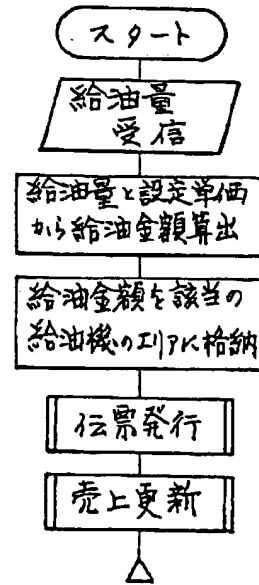 スタート
給油量
受信
給油量と設定単価
から給油金額算出
給油金額を該当の
給油機のエリアに格納
伝票発行
売上更新